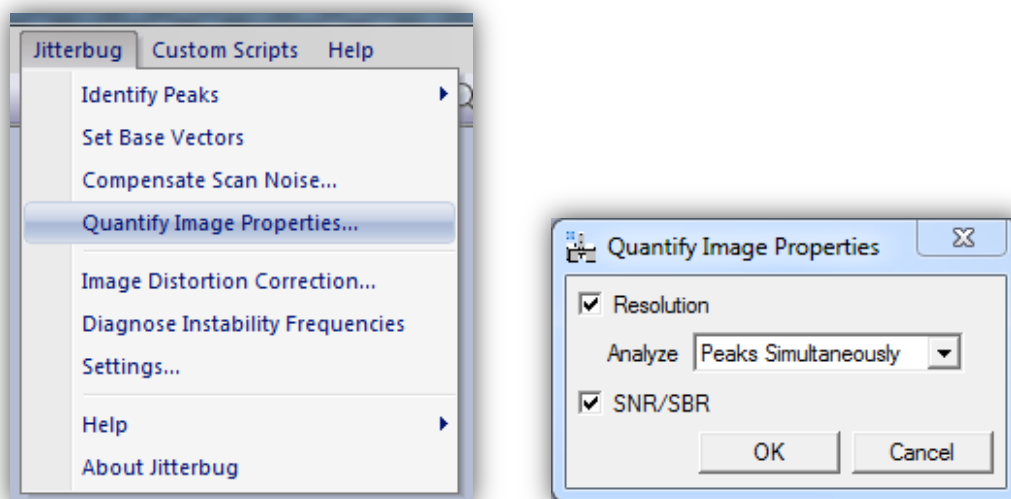 Jitterbug Custom Scripts Help
Identify Peaks
Set Base Vectors
Compensate Scan Noise...
Quantify Image Properties...
Image Distortion Correction...
Diagnose Instability Frequencies
Settings...
Help
About Jitterbug
Quantify Image Properties
Resolution
Analyze Peaks Simultaneously
SNR/SBR
OK Cancel